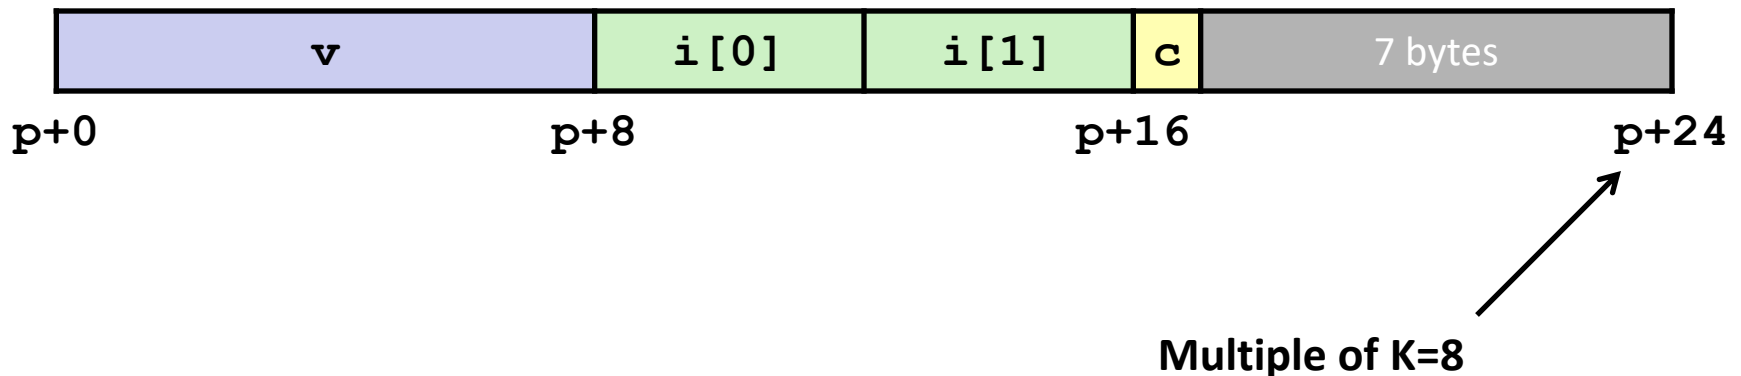 v i[0] i[1] c 7 bytes
p+0 p+8 p+16 p+24
Multiple of K=8